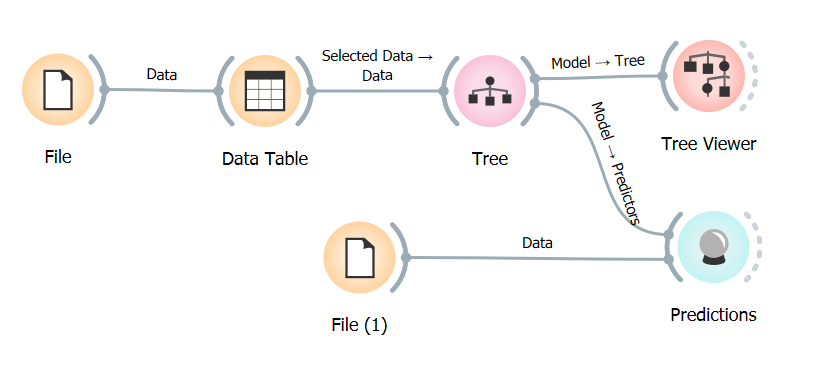 Data
Selected Data →
Data
Model → Tree
File
Data Table
Tree
Tree Viewer
Model → Predictors
Data
File (1)
Predictions